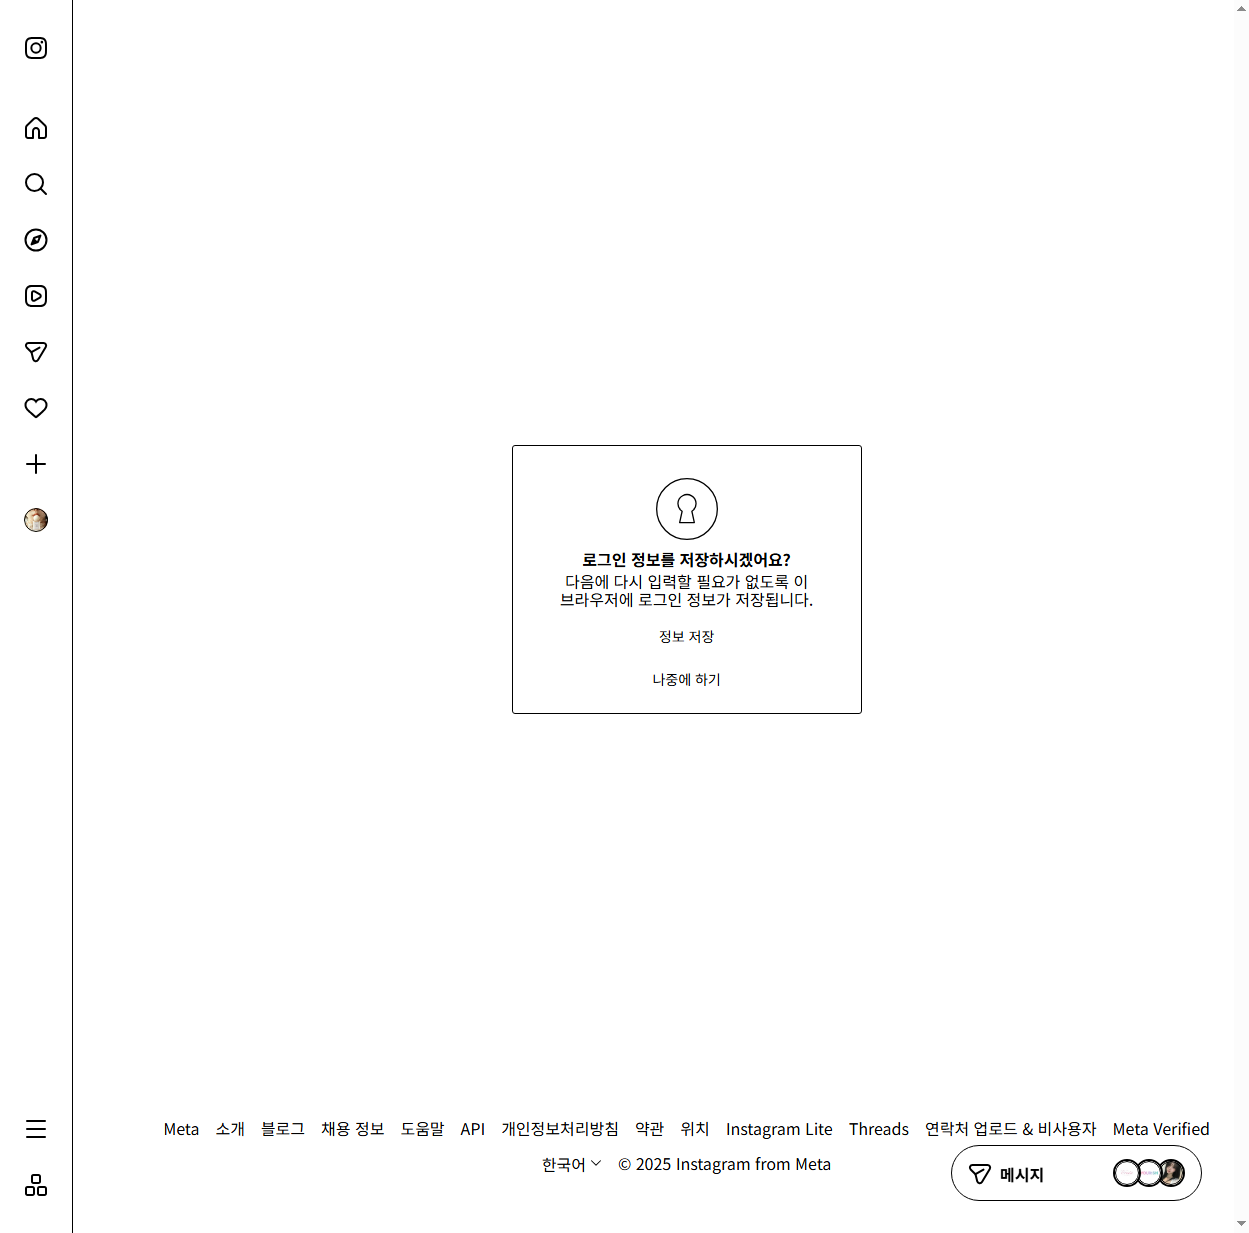 로그인 정보를 저장하시겠어요?
다음에 다시 입력할 필요가 없도록 이
브라우저에 로그인 정보가 저장됩니다.
정보 저장
나중에 하기
Meta 소개 블로그 채용 정보 도움말 API 개인정보처리방침 약관 위치 Instagram Lite Threads 연락처 업로드 & 비사용자 Meta Verified
한국어 © 2025 Instagram from Meta
메시지